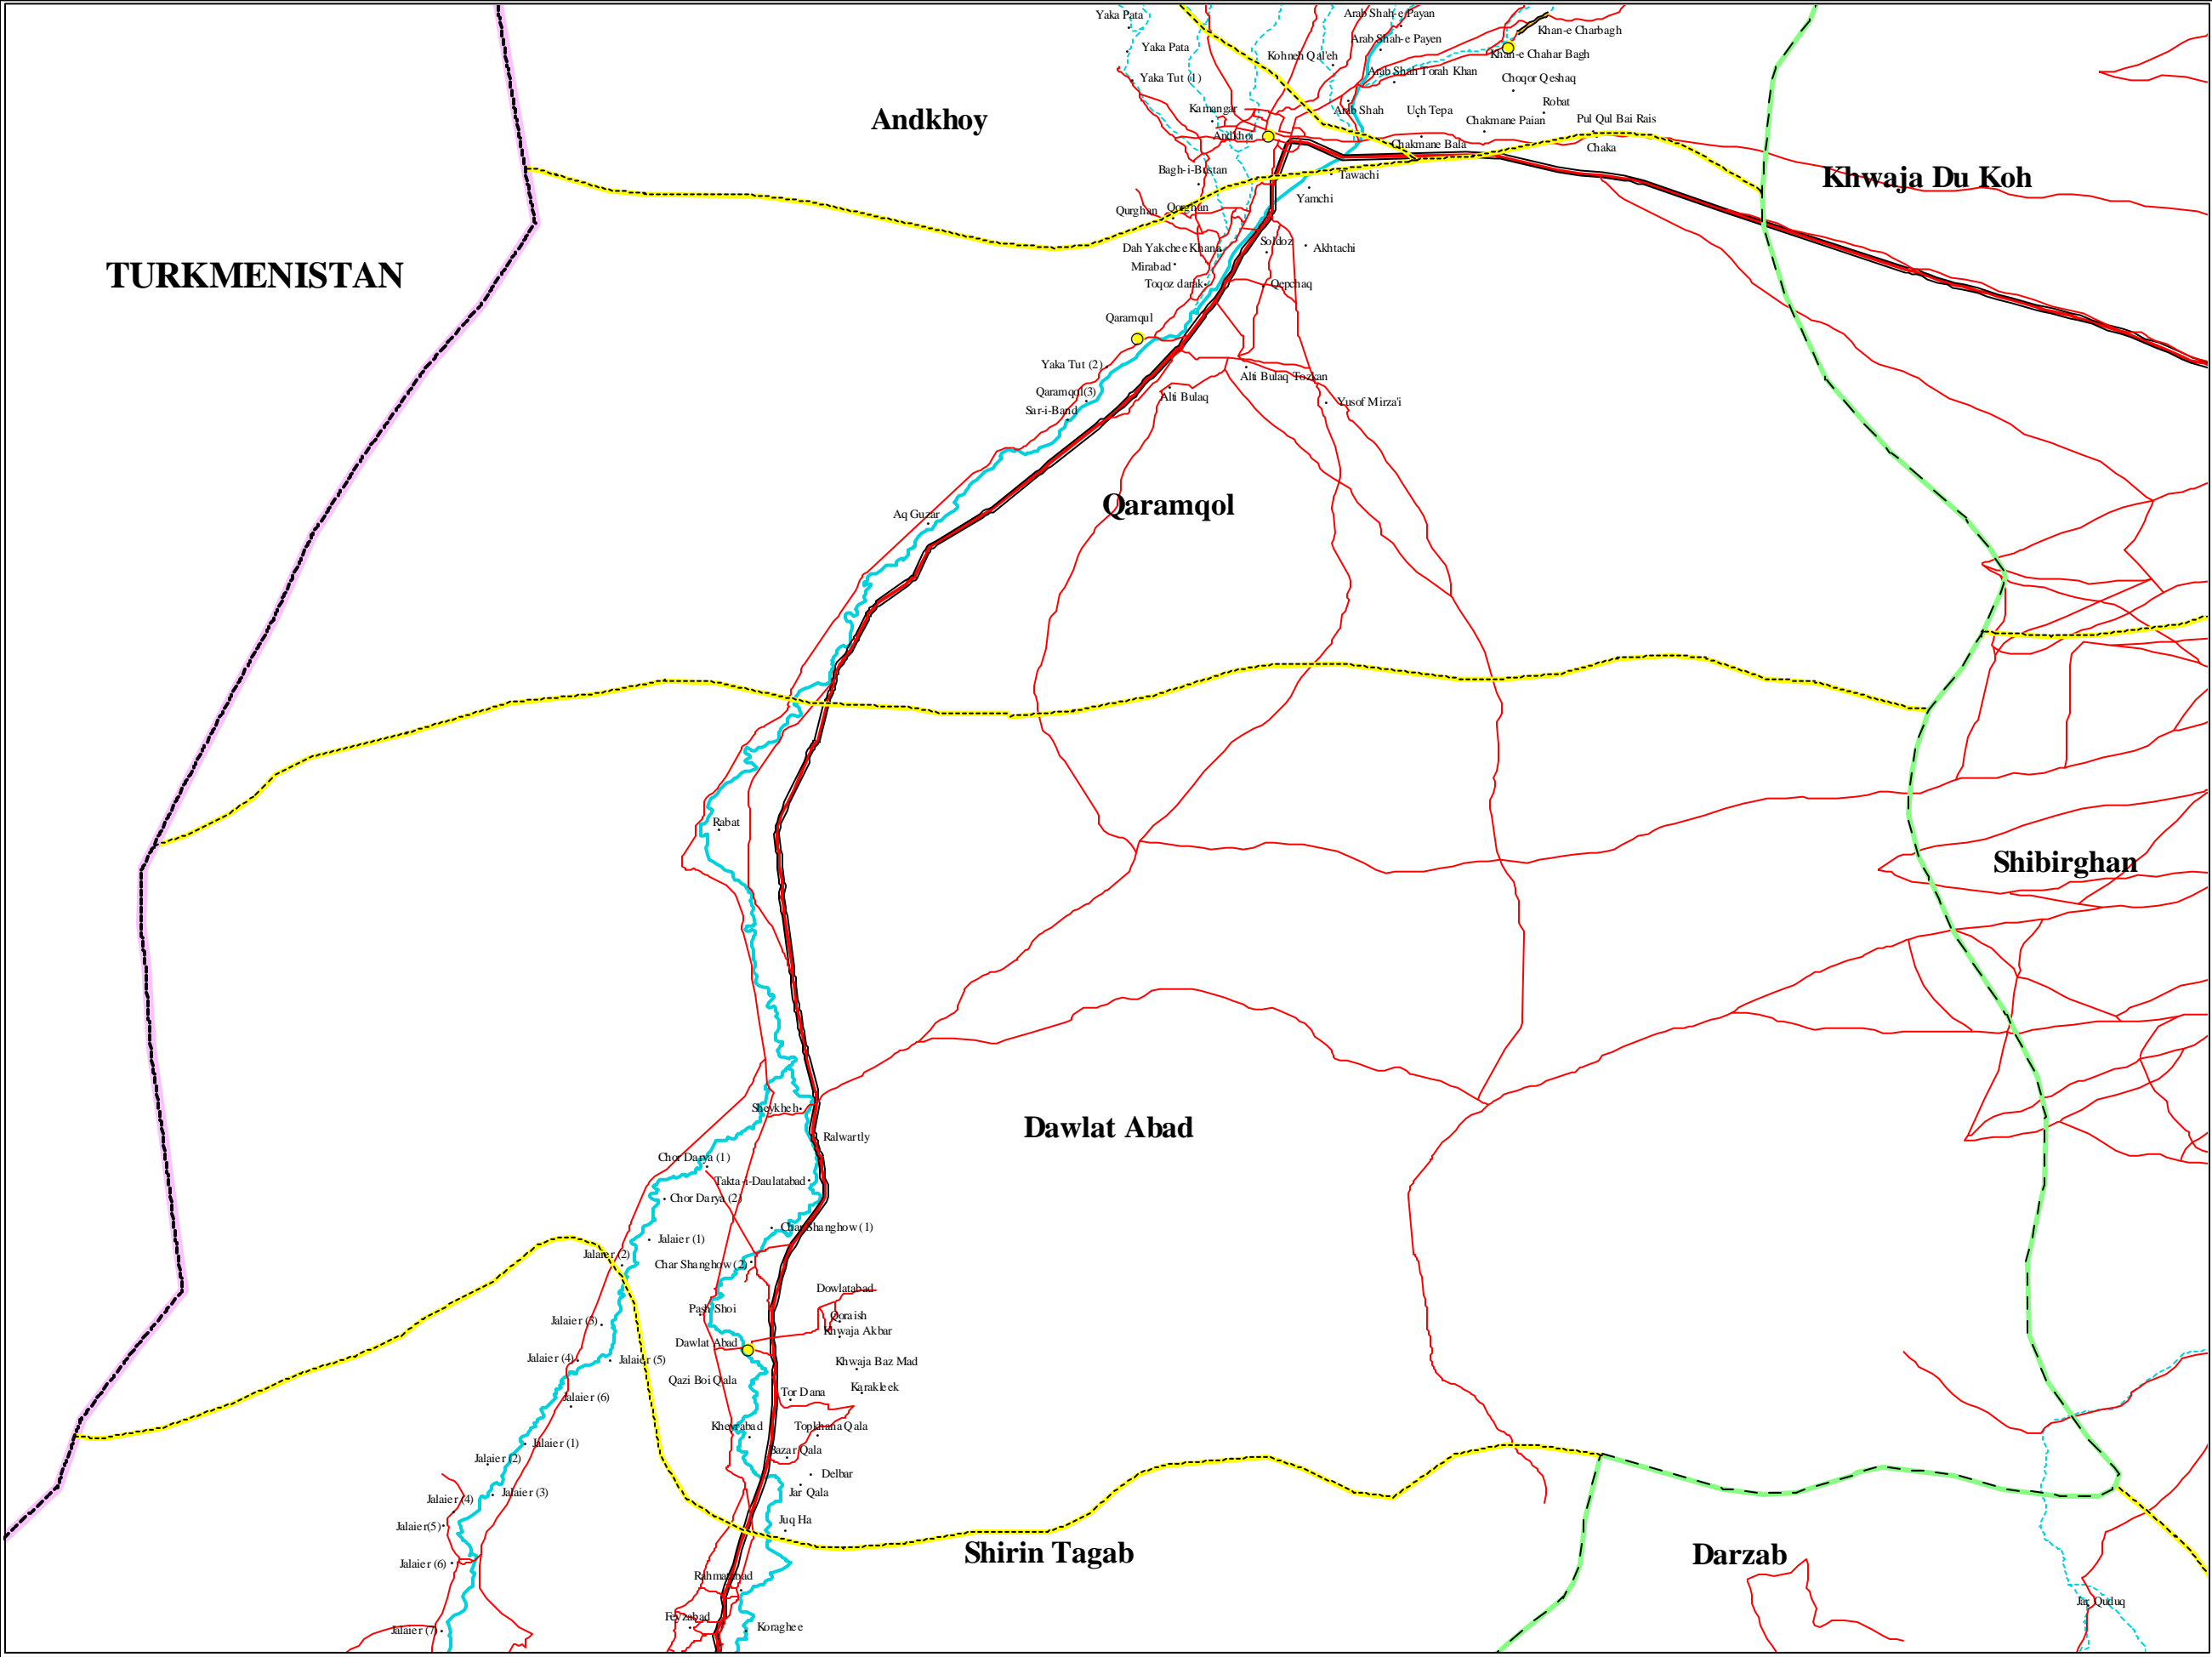 Yaka Pata
Arab Shah-e Payan
Khan-e Charbagh
Yaka Pata
Arab Shah-e Payen
Kohneh Qal'eh
Khan-e Chahar Bagh
Yaka Tut (1)
Arab Shah Torah Khan
Choqor Qeshaq
Andkhoy
Kamangar
Arab Shah
Uch Tepa
Robat
Chakmane Paian
Pul Qul Bai Rais
Andkhoi
Chakmane Bala
Chaka
Bagh-i-Bustan
Tawachi
Khwaja Du Koh
Yamchi
Qurghan
Qorghan
Dah Yakchee Khana
Soldoz
Akhtachi
Mirabad
TURKMENISTAN
Toqoz darak
Qepchaq
Qaramqul
Yaka Tut (2)
Alti Bulaq Tozkan
Qaramqol(3)
Alti Bulaq
Yusof Mirza'i
Sar-i-Band
Qaramqol
Aq Guzar
Rabat
Shibirghan
Sheykheh
Dawlat Abad
Ralwartly
Chor Darya (1)
Takta-i-Daulatabad
Chor Darya (2)
Char Shanghow (1)
Jalaier (1)
Jalaier (2)
Char Shanghow (2)
Dowlatabad
Pash Shoi
Jalaier (3)
Qoraish
Khwaja Akbar
Dawlat Abad
Jalaier (4)
Jalaier (5)
Khwaja Baz Mad
Qazi Boi Qala
Karakleek
Tor Dana
Jalaier (6)
Kheyrabad
Topkhana Qala
Jalaier (1)
Bazar Qala
Jalaier (2)
Delbar
Jalaier (3)
Jar Qala
Jalaier (4)
Juq Ha
Jalaier(5)
Shirin Tagab
Darzab
Jalaier (6)
Rahmatabad
Jar Quduq
Feyzabad
Koraghee
Jalaier (7)